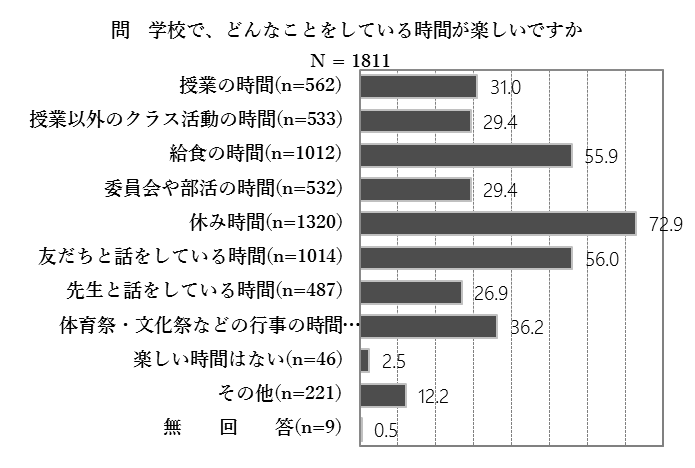 問　学校で、どんなことをしている時間が楽しいですか
N = 1811
授業の時間(n=562) 31.0
授業以外のクラス活動の時間(n=533) 29.4
給食の時間(n=1012) 55.9
委員会や部活の時間(n=532) 29.4
休み時間(n=1320) 72.9
友だちと話をしている時間(n=1014) 56.0
先生と話をしている時間(n=487) 26.9
体育祭・文化祭などの行事の時間… 36.2
楽しい時間はない(n=46) 2.5
その他(n=221) 12.2
無　回　答(n=9) 0.5